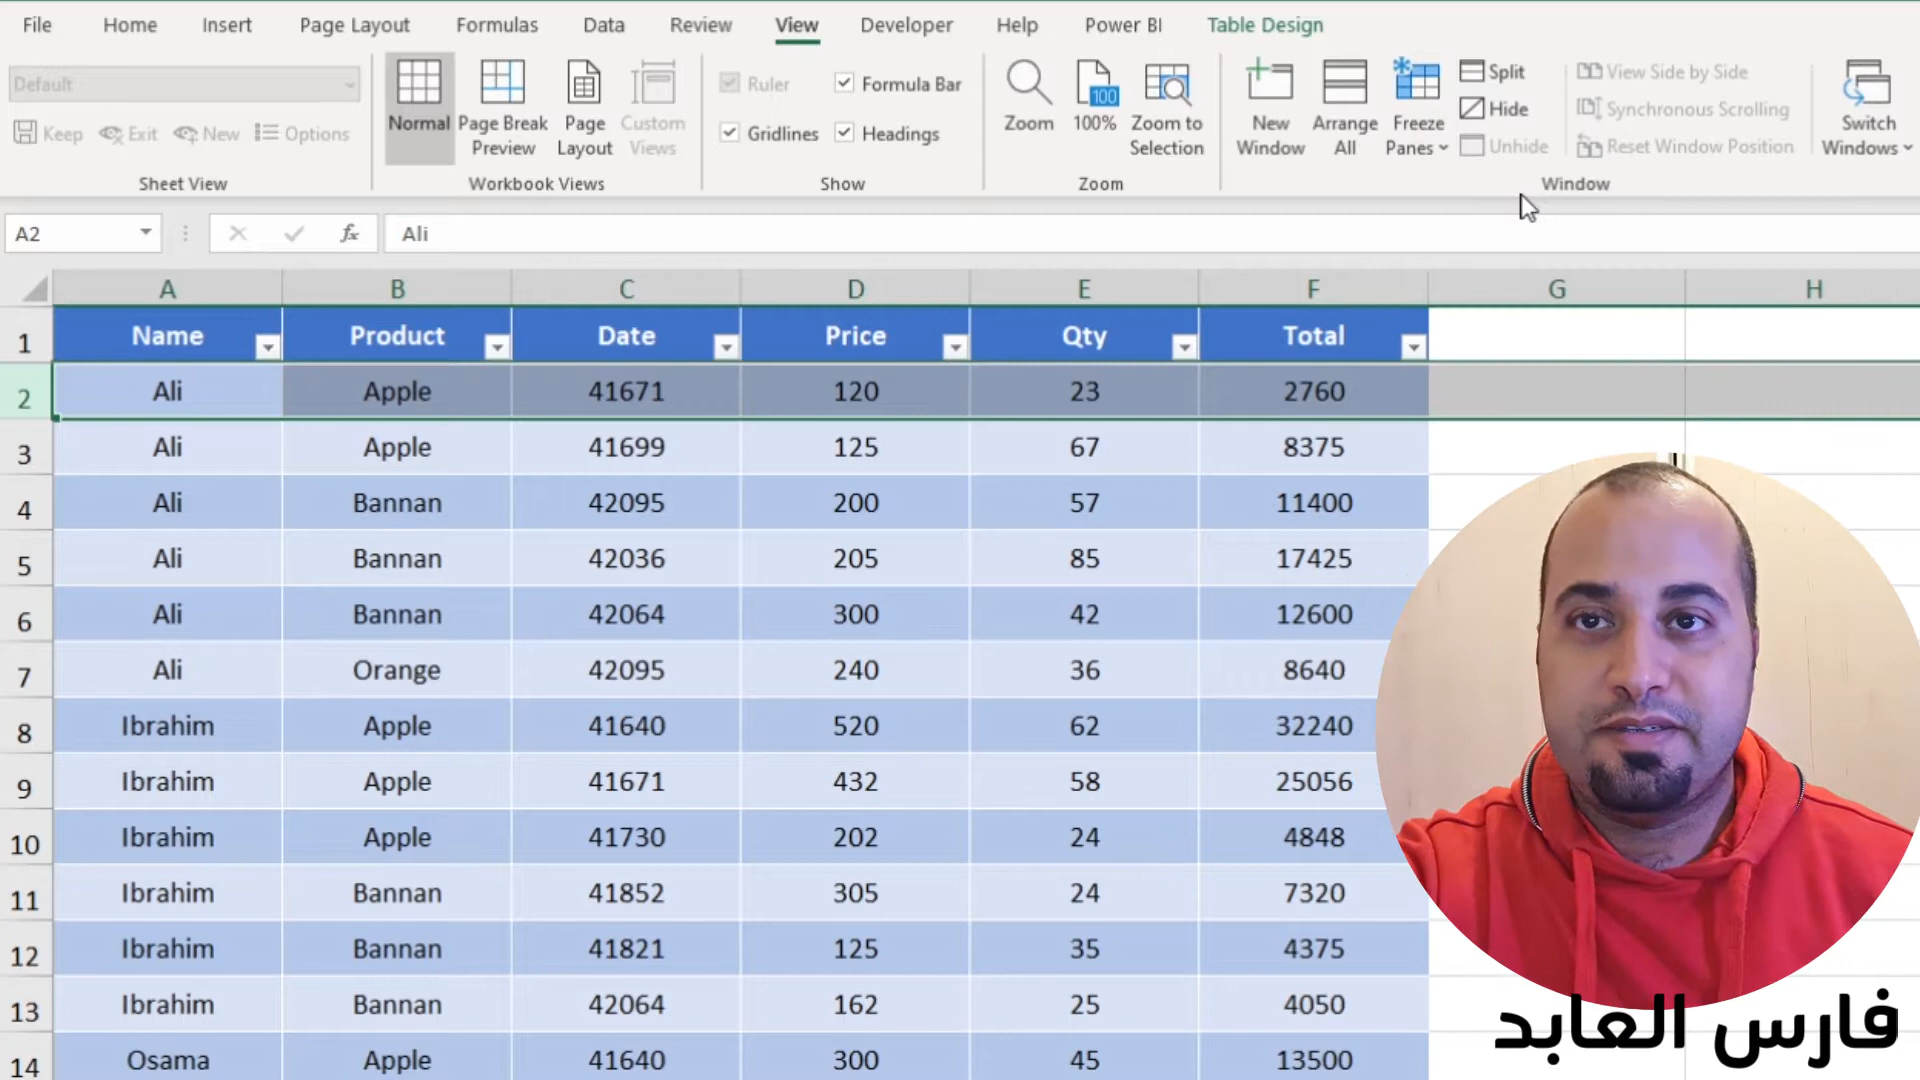 File Home Insert Page Layout Formulas Data Review View Developer Help Power BI Table Design
Default
Keep Exit New Options
Sheet View
Normal Page Break Preview Page Layout Custom Views
Workbook Views
Ruler Formula Bar
Gridlines Headings
Show
Zoom 100 100% Zoom to Selection
Zoom
New Window Arrange All Freeze Panes
Split
Hide
Unhide
View Side by Side
Synchronous Scrolling
Reset Window Position
Switch Windows
Window
A2 fx Ali
A B C D E F G H
1 Name Product Date Price Qty Total
2 Ali Apple 41671 120 23 2760
3 Ali Apple 41699 125 67 8375
4 Ali Bannan 42095 200 57 11400
5 Ali Bannan 42036 205 85 17425
6 Ali Bannan 42064 300 42 12600
7 Ali Orange 42095 240 36 8640
8 Ibrahim Apple 41640 520 62 32240
9 Ibrahim Apple 41671 432 58 25056
10 Ibrahim Apple 41730 202 24 4848
11 Ibrahim Bannan 41852 305 24 7320
12 Ibrahim Bannan 41821 125 35 4375
13 Ibrahim Bannan 42064 162 25 4050
14 Osama Apple 41640 300 45 13500
فارس العابد